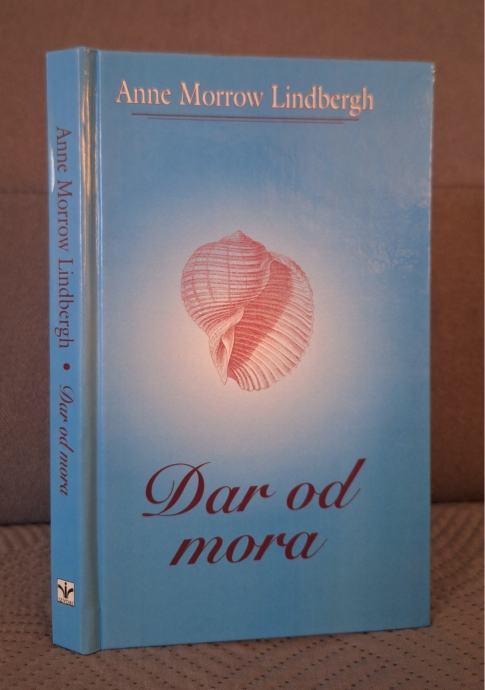 Anne Morrow Lindbergh
Dar od
mora
Anne Morrow Lindbergh • Dar od mora